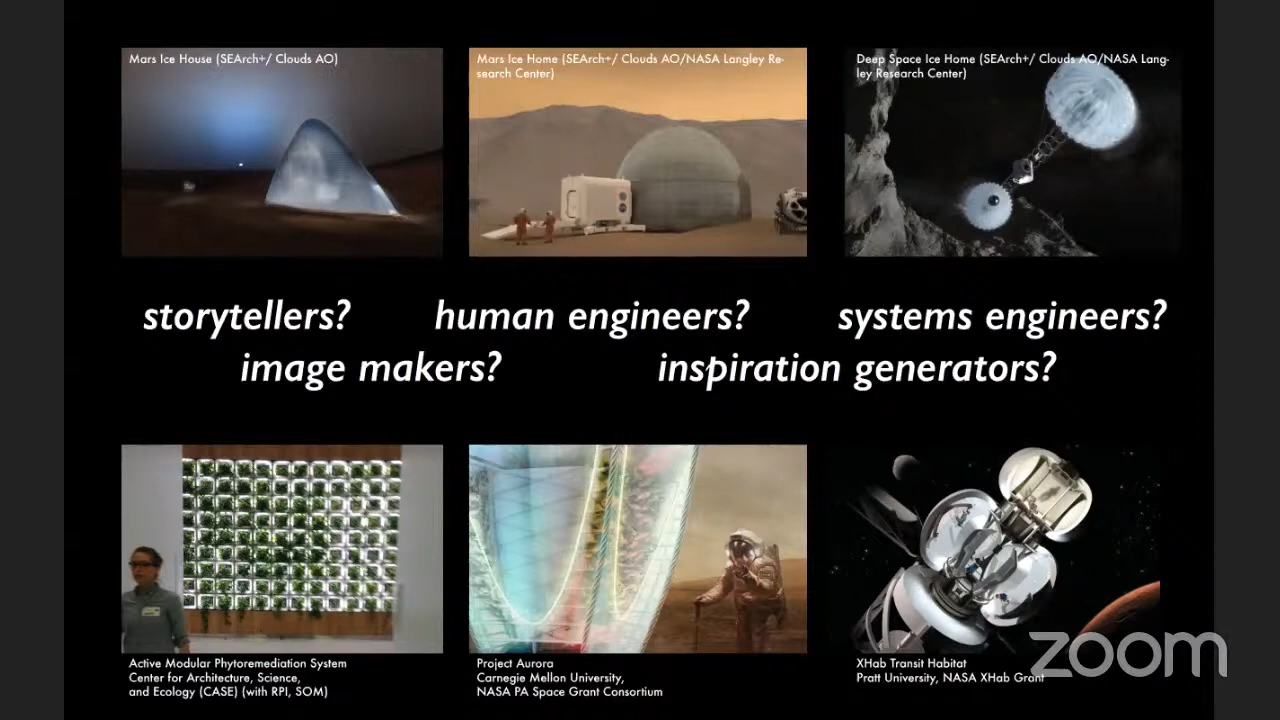 Mars Ice House (SEArch+/ Clouds AO)
Mars Ice Home (SEArch+/ Clouds AO/NASA Langley Re-
search Center)
Deep Space Ice Home (SEArch+/ Clouds AO/NASA Lang-
ley Research Center)
storytellers? human engineers? systems engineers?
image makers? inspiration generators?
Active Modular Phytoremediation System
Center for Architecture, Science,
and Ecology (CASE) (with RPI, SOM)
Project Aurora
Carnegie Mellon University,
NASA PA Space Grant Consortium
XHab Transit Habitat
Pratt University, NASA XHab Grant
zoom